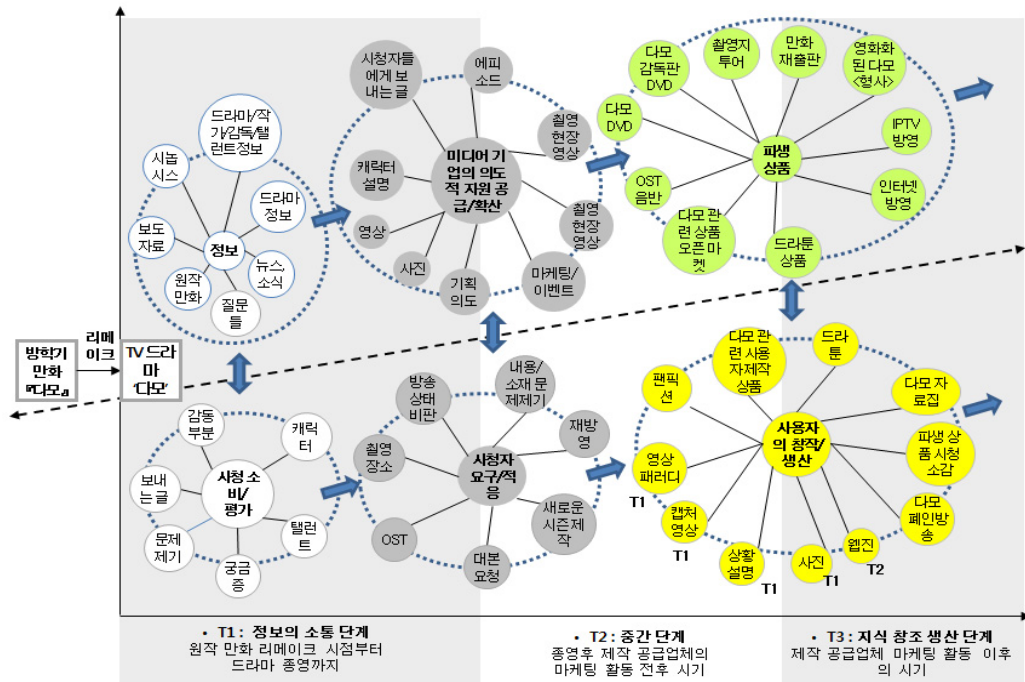 방학기
만화
『다모』
리메
이크
TV 드라
마
'다모'
드라마/작
가/감독/탤
런트정보
시놉
시스
드라마
정보
보도
자료
정보
원작
만화
뉴스,
소식
질문
들
시청자들
에게 보
내는 글
에피
소드
촬영
현장
영상
캐릭터
설명
미디어 기
업의 의도
적 자원 공
급/확산
영상
촬영
현장
영상
사진
기획
의도
마케팅/
이벤트
다모
감독판
DVD
촬영지
투어
만화
재출판
영화화
된 다모
<형사>
다모
DVD
파생
상품
IPTV
방영
OST
음반
인터넷
방영
다모 관
련 상품
오픈 마
켓
드라툰
상품
감동
부분
캐릭
터
보내
는 글
시청 소
비/
평가
문제
제기
탤런
트
궁금
증
방송
상태
비판
내용/
소재 문
제제기
재방
영
촬영
장소
시청자
요구/적
응
OST
새로운
시즌 제
작
대본
요청
다모 관
련 사용
자제작
상품
드라
툰
팬픽
션
다모 자
료집
사용자
의 창작/
생산
영상
패러디
T1
파생 상
품 시청
소감
캡처
영상
T1
다모
폐인방
송
상황
설명
T1
사진
T1
웹진
T2
• T1 : 정보의 소통 단계
원작 만화 리메이크 시점부터
드라마 종영까지
• T2 : 중간 단계
종영후 제작 공급업체의
마케팅 활동 전후 시기
• T3 : 지식 창조 생산 단계
제작 공급업체 마케팅 활동 이후
의 시기